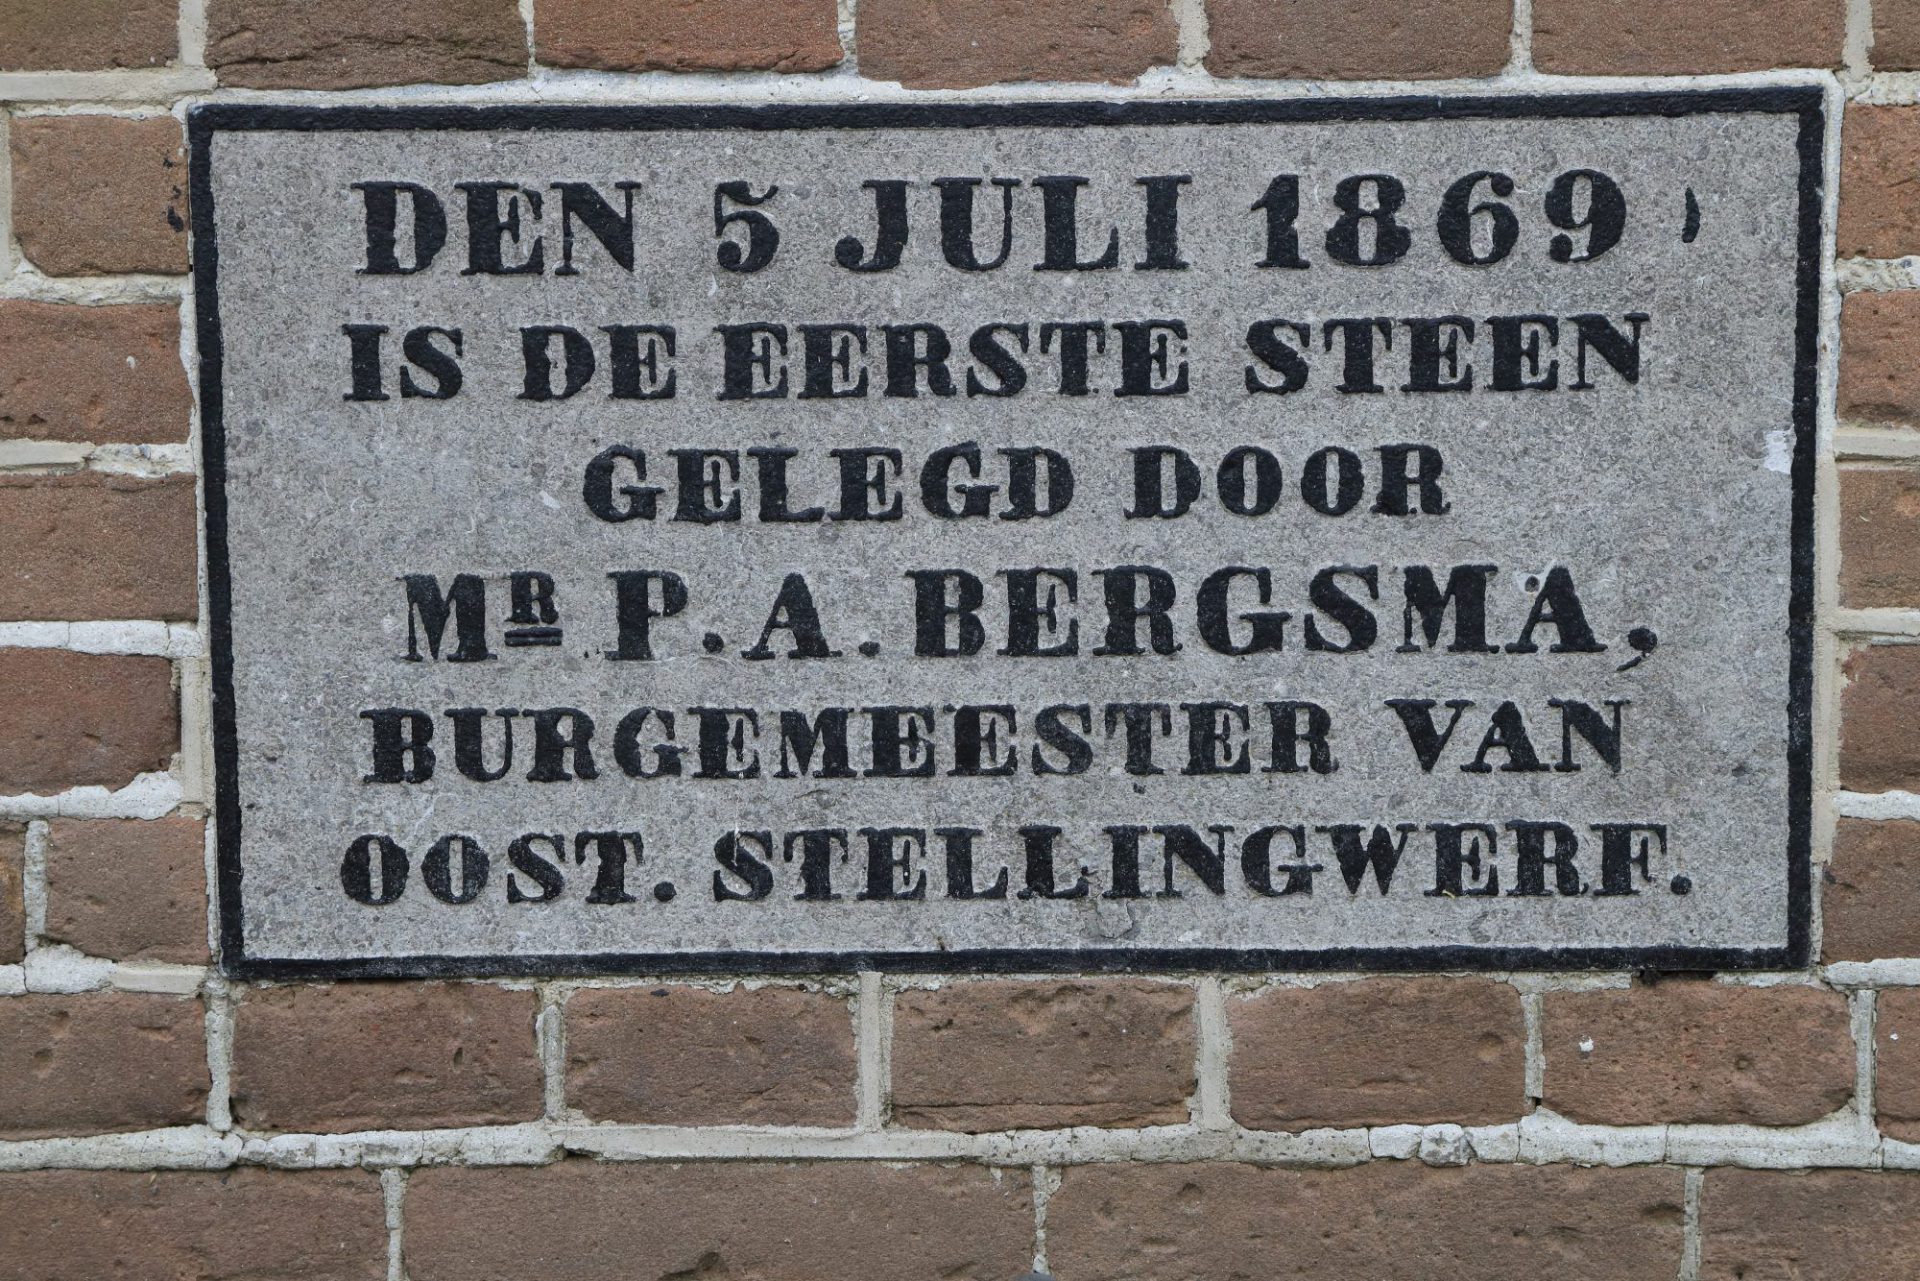 DEN 5 JULI 1869,
IS DE EERSTE STEEN
GELEGD DOOR
MR P. A. BERGSMA,
BURGEMEESTER VAN
OOST. STELLINGWERF.